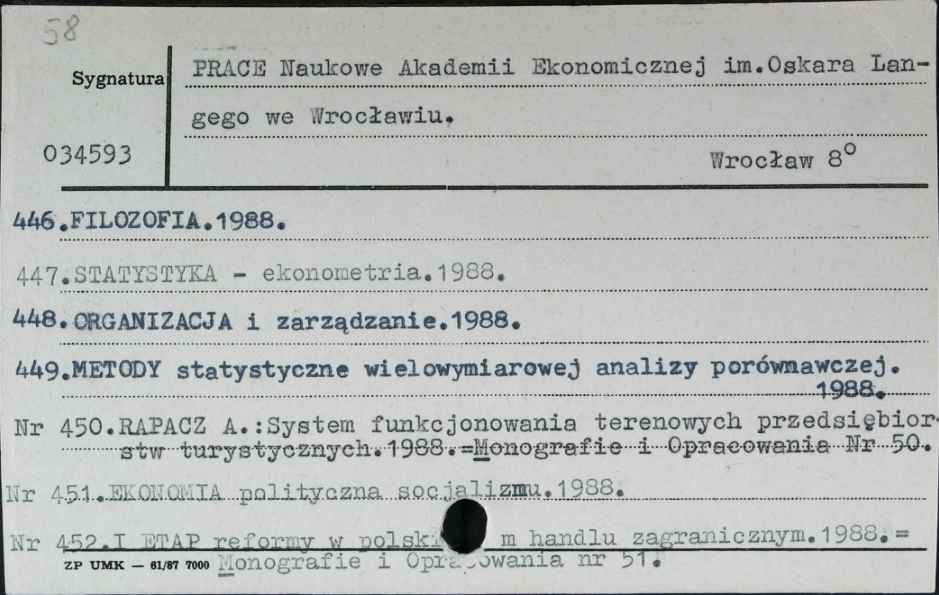 58
Sygnatura
PRACE Naukowe Akademii Ekonomicznej im.Oskara Lan-
gego we Wrocławiu.
034593
Wrocław 8°
446.FILOZOFIA.1988.
447.STATYSTYKA - ekonometria.1988.
448.ORGANIZACJA i zarządzanie.1988.
449.METODY statystyczne wielowymiarowej analizy porównawczej.
1988.
Nr 450.RAPACZ A.:System funkcjonowania terenowych przedsiębior-
stw turystycznych.1988.=Monografie i Opracowania Nr 50.
Nr 451.EKONOMIA polityczna socjalizmu.1988.
Nr 452.I ETAP reformy w polski m handlu zagranicznym.1988.=
ZP UMK — 61/87 7000 Monografie i Opracowania nr 51.